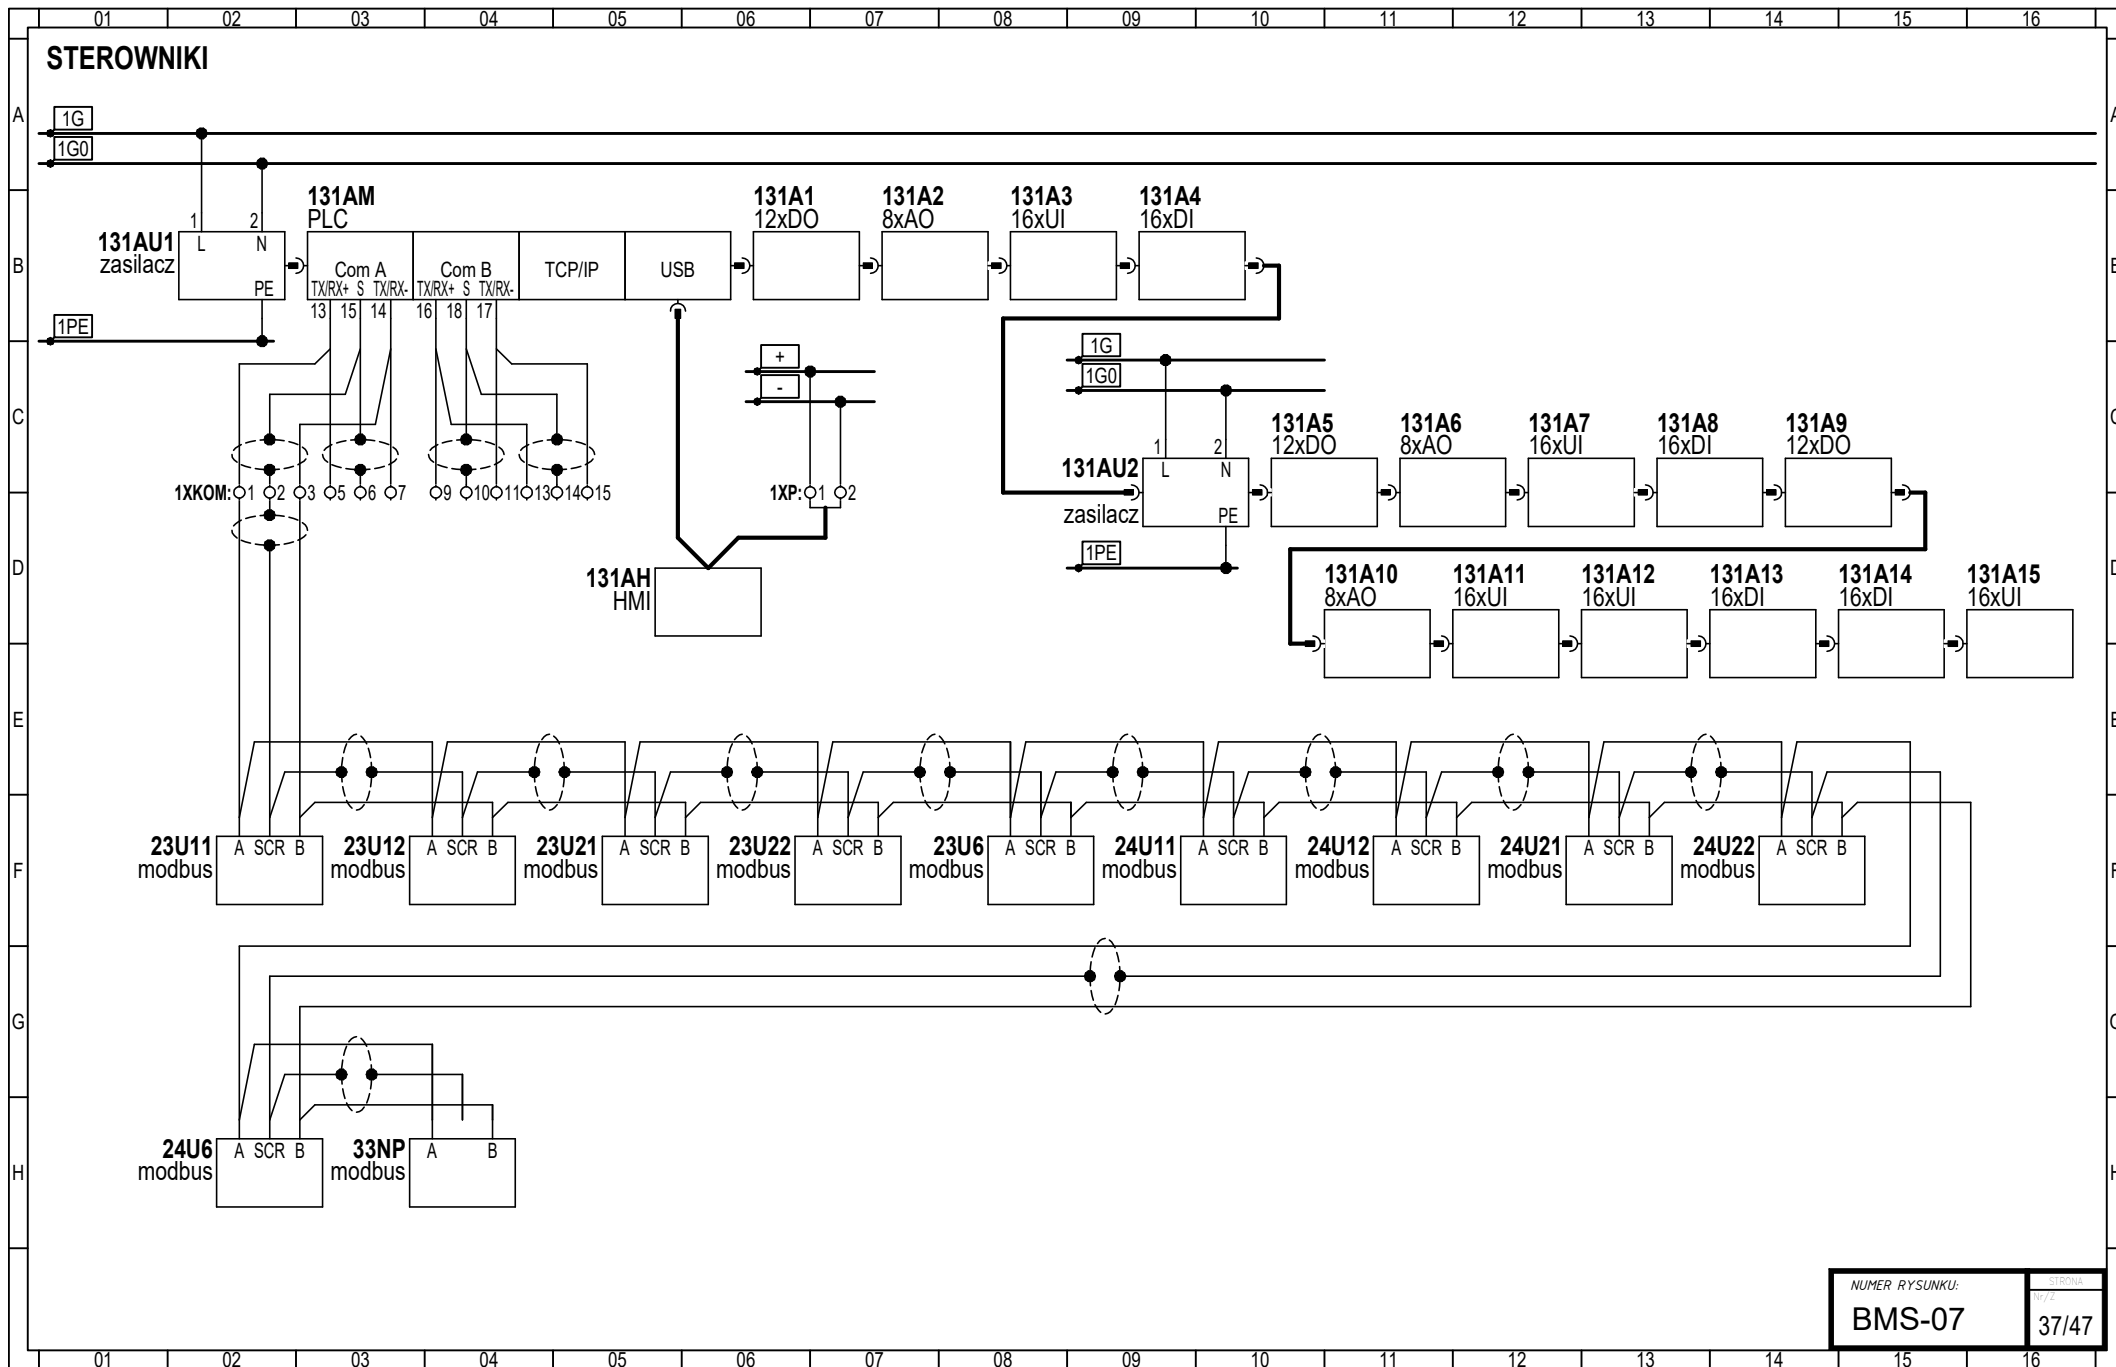 01 02 03 04 05 06 07 08 09 10 11 12 13 14 15 16
STEROWNIKI
A A
1G
1G0
131AM
PLC
131A1
12xDO
131A2
8xAO
131A3
16xUI
131A4
16xDI
1 2
131AU1
zasilacz
L N
PE
B B
Com A
TX/RX+ S TX/RX-
Com B
TX/RX+ S TX/RX-
TCP/IP
USB
13 15 14 16 18 17
1PE
+
-
1G
1G0
C C
131A5
12xDO
131A6
8xAO
131A7
16xUI
131A8
16xDI
131A9
12xDO
1 2
131AU2
zasilacz
L N
PE
1XKOM: 1 2 3 5 6 7 9 10 11 13 14 15
1XP: 1 2
1PE
D D
131AH
HMI
131A10
8xAO
131A11
16xUI
131A12
16xUI
131A13
16xDI
131A14
16xDI
131A15
16xUI
E E
23U11
modbus
A SCR B
23U12
modbus
A SCR B
23U21
modbus
A SCR B
23U22
modbus
A SCR B
23U6
modbus
A SCR B
24U11
modbus
A SCR B
24U12
modbus
A SCR B
24U21
modbus
A SCR B
24U22
modbus
A SCR B
F F
G G
24U6
modbus
A SCR B
33NP
modbus
A B
H H
NUMER RYSUNKU:
BMS-07
STRONA
Nr/Z
37/47
01 02 03 04 05 06 07 08 09 10 11 12 13 14 15 16